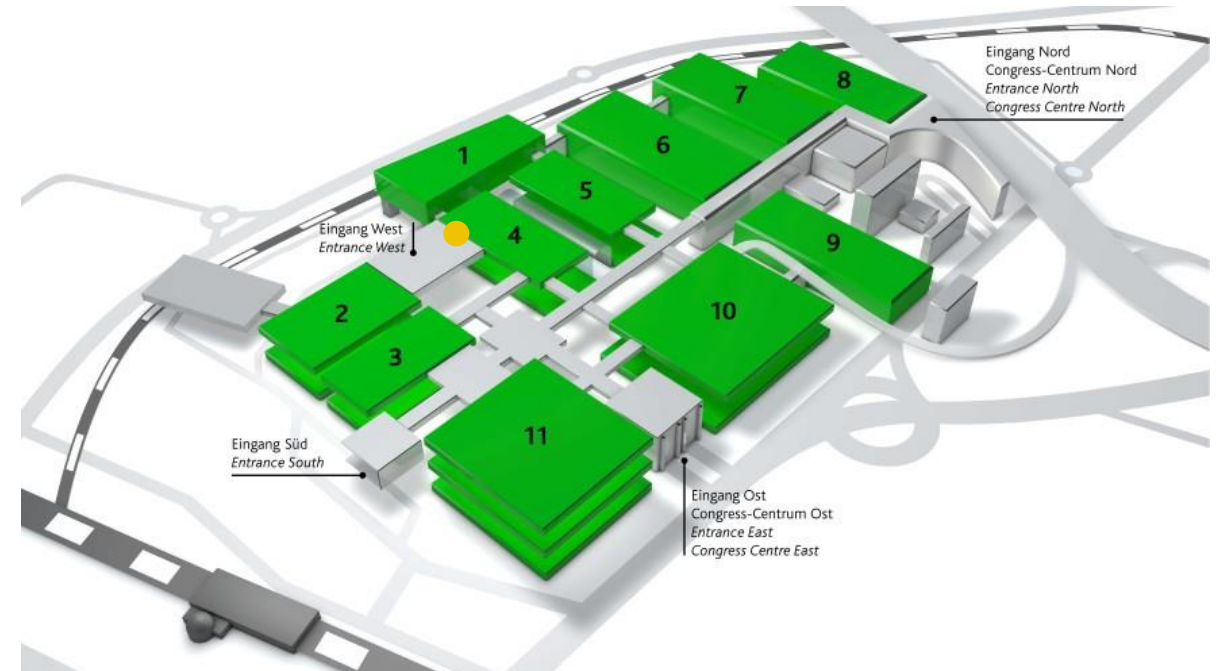 Eingang Nord
Congress-Centrum Nord
Entrance North
Congress Centre North
8
7
6
1
5
Eingang West
Entrance West
4
9
2
10
3
11
Eingang Süd
Entrance South
Eingang Ost
Congress-Centrum Ost
Entrance East
Congress Centre East